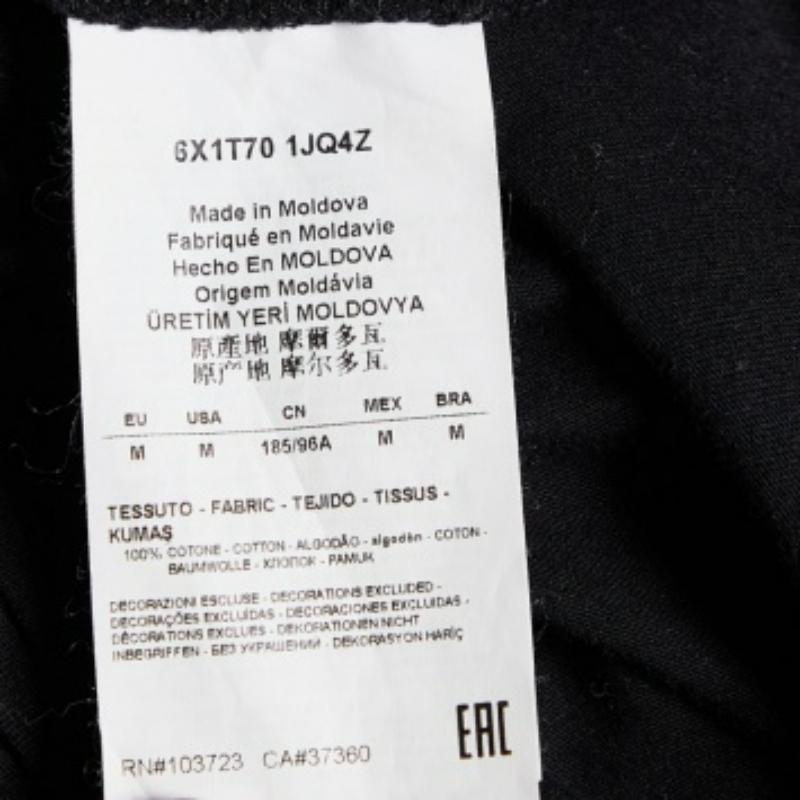 6X1T70 1JQ4Z
Made in Moldova
Fabriqué en Moldavie
Hecho En MOLDOVA
Origem Moldávia
ÜRETİM YERİ MOLDOVYA
原產地 摩爾多瓦
原产地 摩尔多瓦
EU USA CN MEX BRA
M M 185/96A M M
TESSUTO - FABRIC - TEJIDO - TISSUS -
KUMAŞ
100% COTONE - COTTON - ALGODÃO - algodón - COTON -
BAUMWOLLE - ХЛОПОК - PAMUK
DECORAZIONI ESCLUSE - DECORATIONS EXCLUDED -
DECORAÇÕES EXCLUÍDAS - DECORACIONES EXCLUIDAS -
DÉCORATIONS EXCLUES - DEKORATIONEN NICHT
INBEGRIFFEN - БЕЗ УКРАШЕНИИ - DEKORASYON HARİÇ
EAC
RN#103723 CA#37360